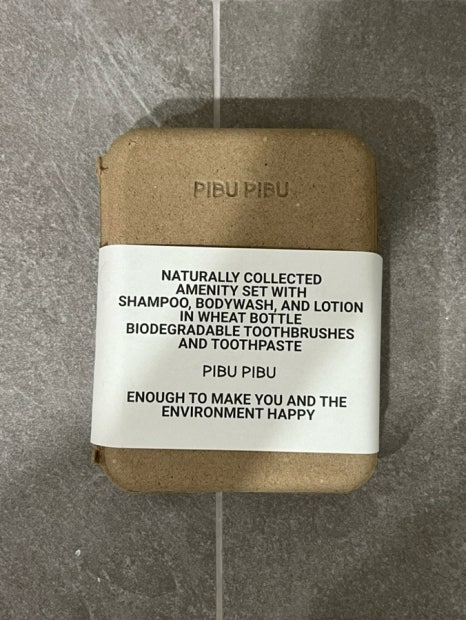 PIBU PIBU
NATURALLY COLLECTED
AMENITY SET WITH
SHAMPOO, BODYWASH, AND LOTION
IN WHEAT BOTTLE
BIODEGRADABLE TOOTHBRUSHES
AND TOOTHPASTE
PIBU PIBU
ENOUGH TO MAKE YOU AND THE
ENVIRONMENT HAPPY